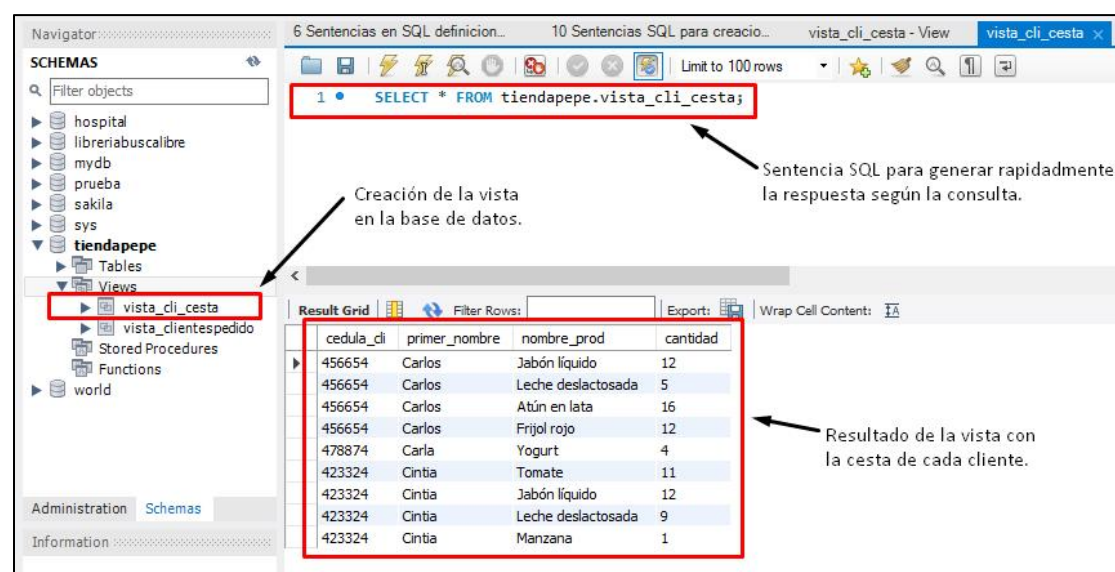 Navigator
SCHEMAS
Filter objects
hospital
libreriabuscalibre
mydb
prueba
sakila
sys
tiendapepe
Tables
Views
vista_cli_cesta
vista_clientespedido
Stored Procedures
Functions
world
Administration Schemas
Information
6 Sentencias en SQL definicion...
10 Sentencias SQL para creacio...
vista_cli_cesta - View
vista_cli_cesta ×
Limit to 100 rows
1 SELECT * FROM tiendapepe.vista_cli_cesta;
Sentencia SQL para generar rapidadmente
la respuesta según la consulta.
Creación de la vista
en la base de datos.
Result Grid Filter Rows: Export: Wrap Cell Content: IA
cedula_cli primer_nombre nombre_prod cantidad
456654 Carlos Jabón líquido 12
456654 Carlos Leche deslactosada 5
456654 Carlos Atún en lata 16
456654 Carlos Frijol rojo 12
478874 Carla Yogurt 4
423324 Cintia Tomate 11
423324 Cintia Jabón líquido 12
423324 Cintia Leche deslactosada 9
423324 Cintia Manzana 1
Resultado de la vista con
la cesta de cada cliente.